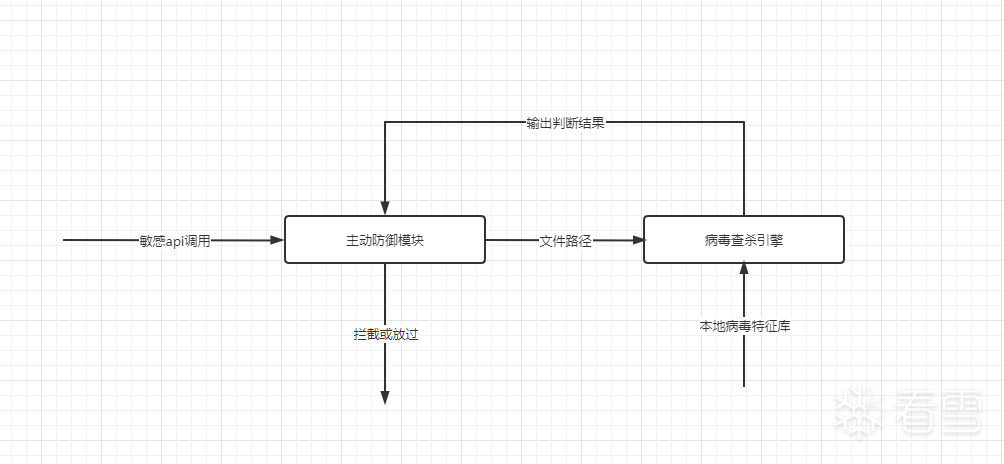 输出判断结果
敏感api调用
主动防御模块
文件路径
病毒查杀引擎
拦截或放过
本地病毒特征库
看雪